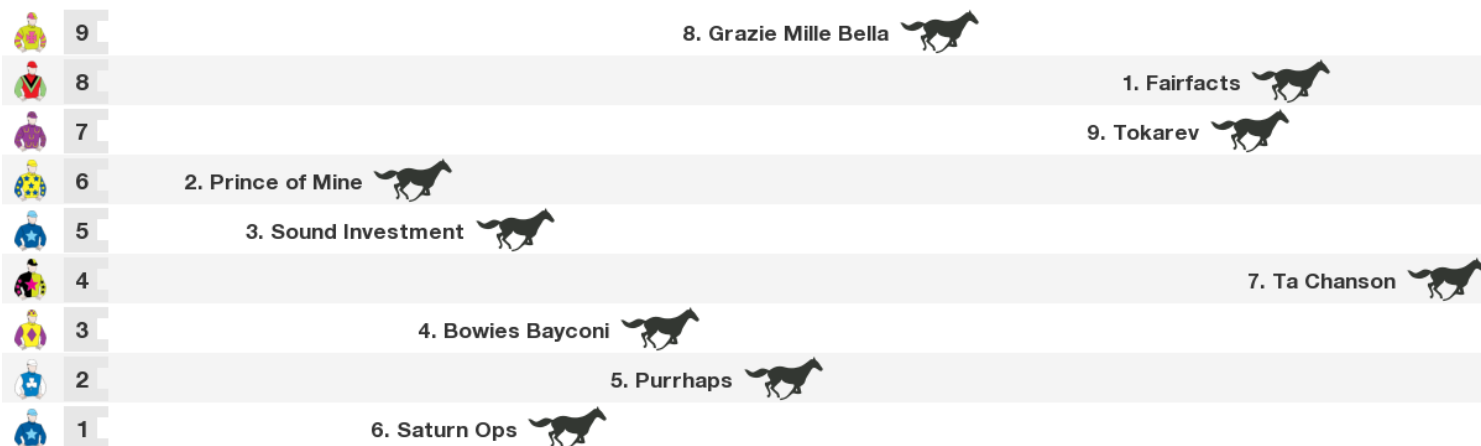 9 8. Grazie Mille Bella
8 1. Fairfacts
7 9. Tokarev
6 2. Prince of Mine
5 3. Sound Investment
4 7. Ta Chanson
3 4. Bowies Bayconi
2 5. Purrhaps
1 6. Saturn Ops